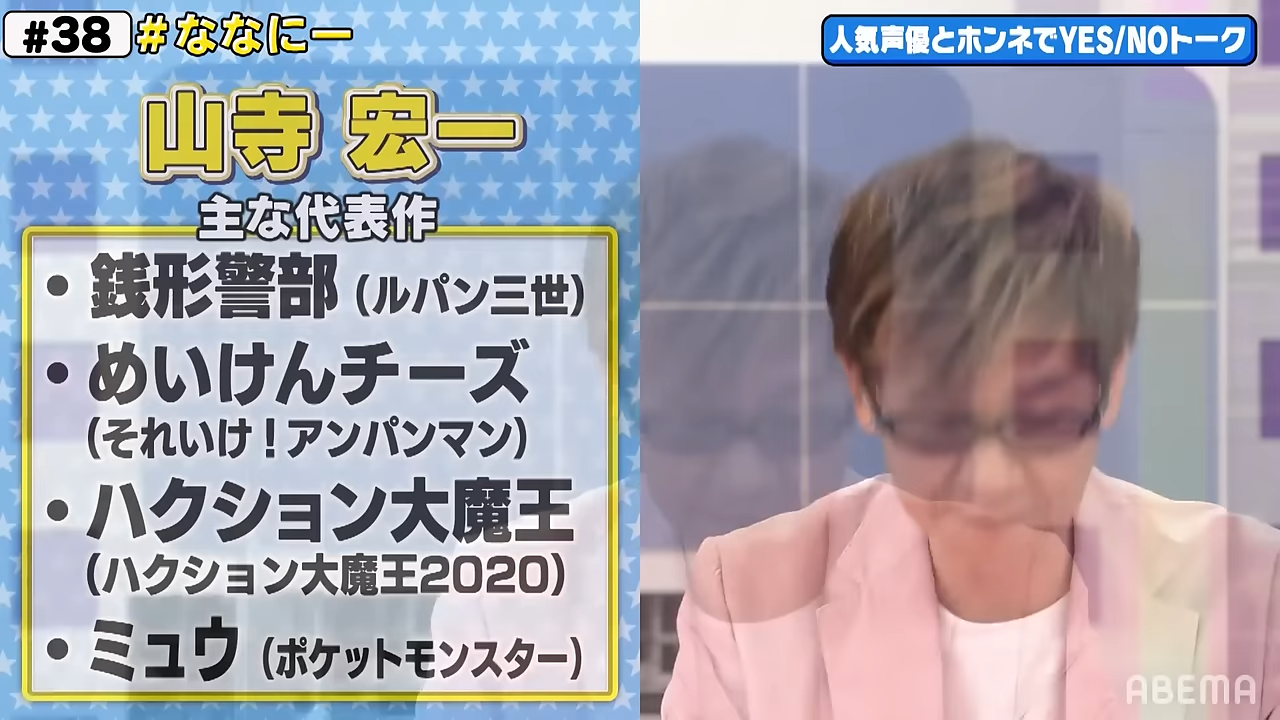 #38 #ななにー
人気声優とホンネでYES/NOトーク
山寺 宏一
主な代表作
・銭形警部（ルパン三世）
・めいけんチーズ
（それいけ！アンパンマン）
・ハクション大魔王
（ハクション大魔王2020）
・ミュウ（ポケットモンスター）
ABEMA